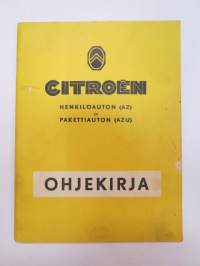 CITROËN
HENKILÖAUTON (AZ)
ja
PAKETTIAUTON (AZU)
OHJEKIRJA